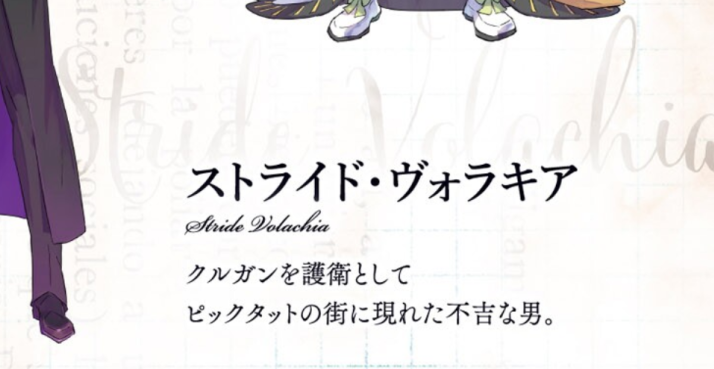 ストライド・ヴォラキア
Stride Volachia
クルガンを護衛として
ピックタットの街に現れた不吉な男。
Stride Volachia